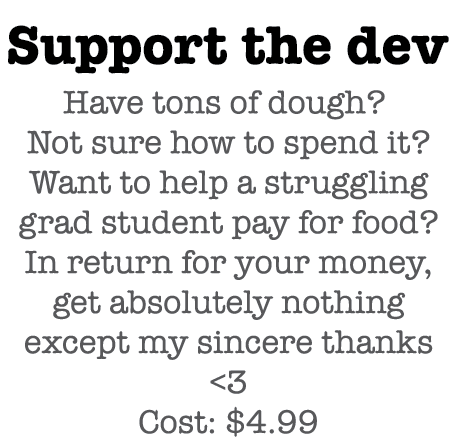 Support the dev
Have tons of dough?
Not sure how to spend it?
Want to help a struggling
grad student pay for food?
In return for your money,
get absolutely nothing
except my sincere thanks
<3
Cost: $4.99